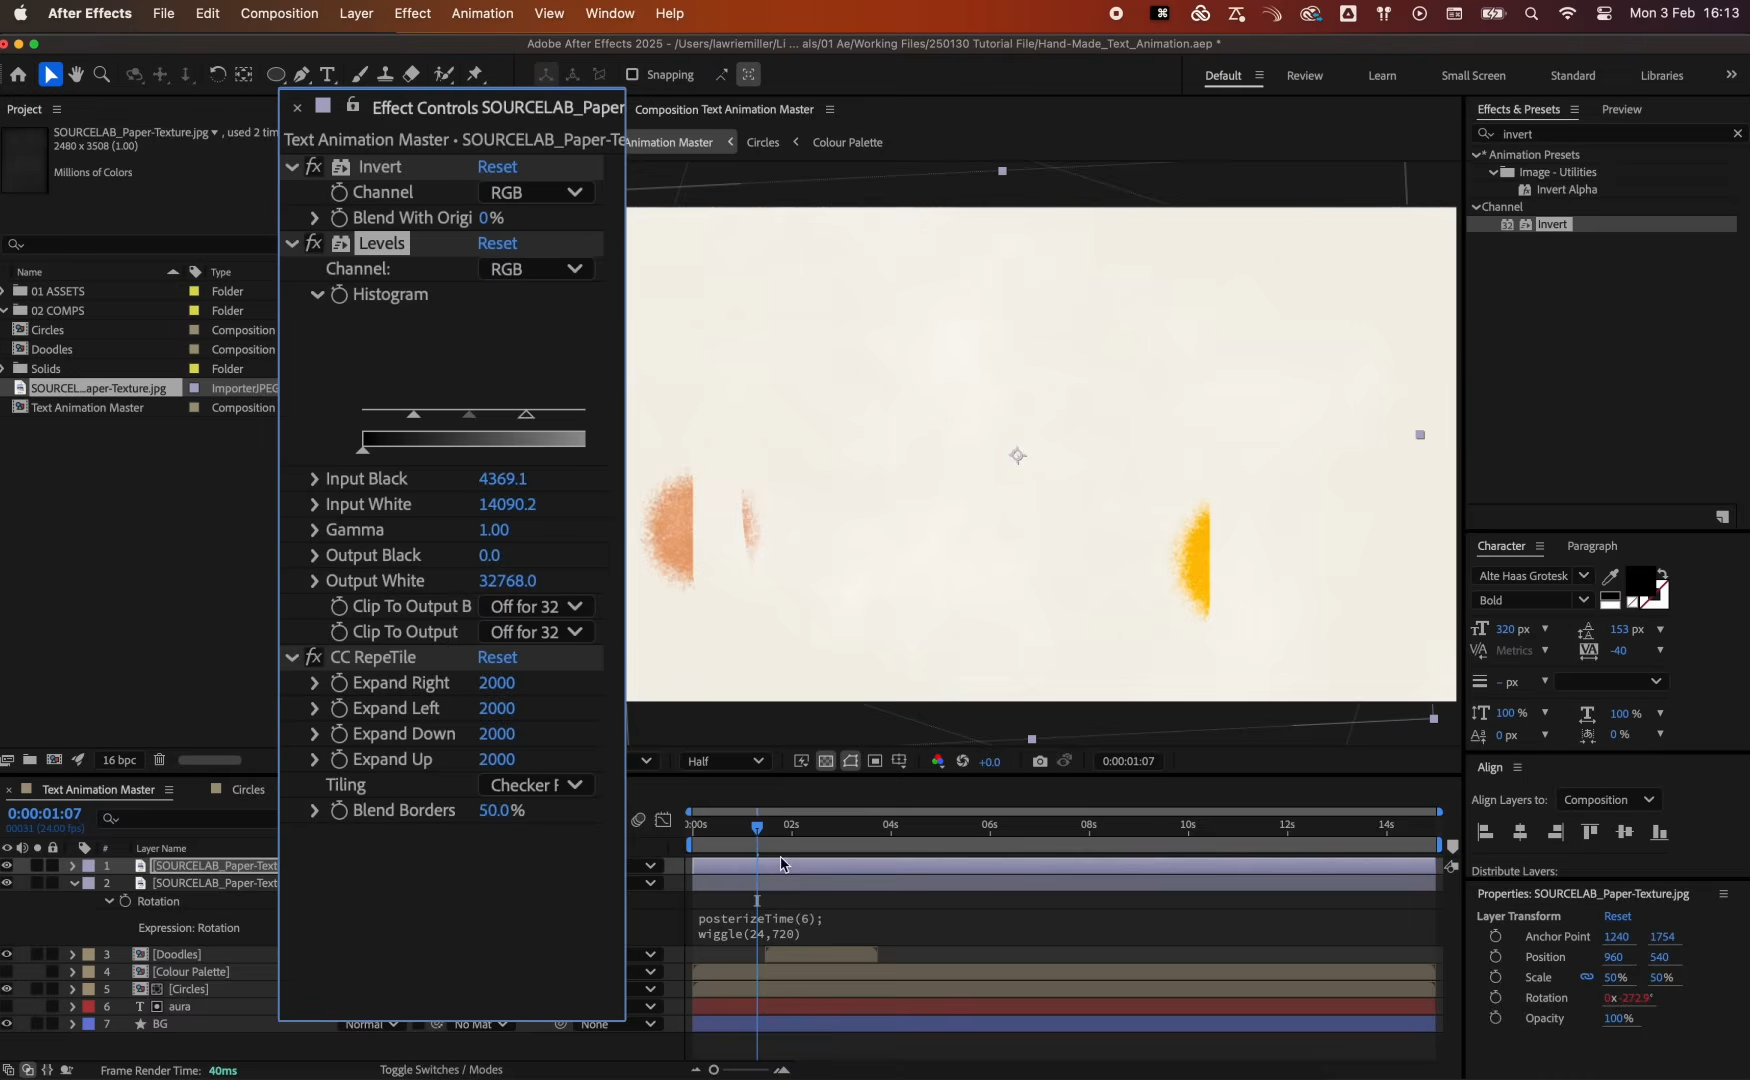 After Effects File Edit Composition Layer Effect Animation View Window Help Mon 3 Feb 16:13
Adobe After Effects 2025 - /Users/lawriemiller/Li ... als/01 Ae/Working Files/250130 Tutorial File/Hand-Made_Text_Animation.aep *
Snapping Default Review Learn Small Screen Standard Libraries
Project
SOURCELAB_Paper-Texture.jpg , used 2 tim
2480 x 3508 (1.00)
Millions of Colors
Name Type
01 ASSETS Folder
02 COMPS Folder
Circles Composition
Doodles Composition
Solids Folder
SOURCEL...aper-Texture.jpg ImporterJPEG
Text Animation Master Composition
16 bpc
Effect Controls SOURCELAB_Paper
Text Animation Master • SOURCELAB_Paper-Te
fx Invert Reset
Channel RGB
Blend With Origi 0%
fx Levels Reset
Channel: RGB
Histogram
Input Black 4369.1
Input White 14090.2
Gamma 1.00
Output Black 0.0
Output White 32768.0
Clip To Output B Off for 32
Clip To Output Off for 32
fx CC RepeTile Reset
Expand Right 2000
Expand Left 2000
Expand Down 2000
Expand Up 2000
Tiling Checker F
Blend Borders 50.0%
Composition Text Animation Master
Animation Master Circles Colour Palette
Half +0.0 0:00:01:07
Effects & Presets Preview
invert
* Animation Presets
Image - Utilities
Invert Alpha
Channel
32 Invert
Character Paragraph
Alte Haas Grotesk
Bold
320 px 153 px
Metrics -40
- px
100 % 100 %
0 px 0 %
Align
Align Layers to: Composition
Distribute Layers:
Properties: SOURCELAB_Paper-Texture.jpg
Layer Transform Reset
Anchor Point 1240 1754
Position 960 540
Scale 50% 50%
Rotation 0x-272.9°
Opacity 100%
Text Animation Master Circles
0:00:01:07
00031 (24.00 fps)
# Layer Name
1 [SOURCELAB_Paper-Text
2 [SOURCELAB_Paper-Text
Rotation
Expression: Rotation
3 [Doodles]
4 [Colour Palette]
5 [Circles]
6 T aura
7 BG
Normal No Mat None
0:00s 02s 04s 06s 08s 10s 12s 14s
posterizeTime(6);
wiggle(24,720)
Frame Render Time: 40ms Toggle Switches / Modes